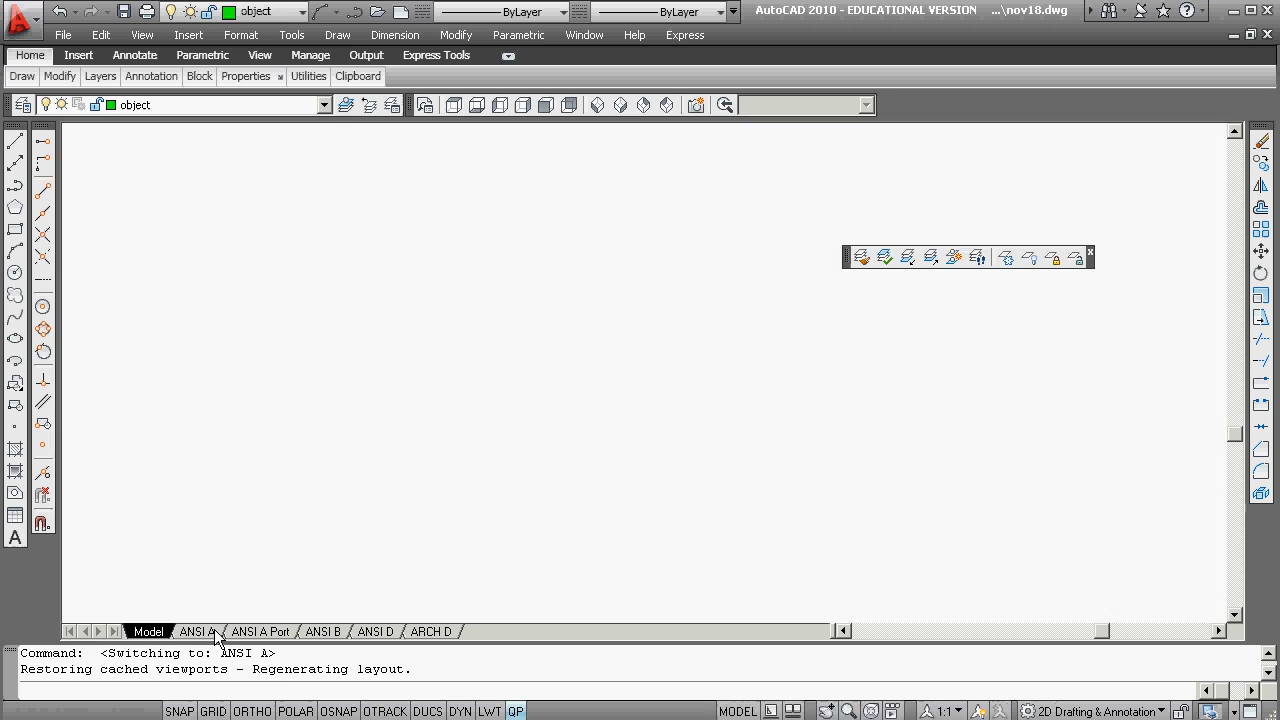 object ByLayer ByLayer AutoCAD 2010 - EDUCATIONAL VERSION ...\nov18.dwg
File Edit View Insert Format Tools Draw Dimension Modify Parametric Window Help Express
Home Insert Annotate Parametric View Manage Output Express Tools
Draw Modify Layers Annotation Block Properties Utilities Clipboard
object
A
Model ANSI A ANSI A Port ANSI B ANSI D ARCH D
Command: <Switching to: ANSI A>
Restoring cached viewports - Regenerating layout.
SNAP GRID ORTHO POLAR OSNAP OTRACK DUCS DYN LWT QP MODEL 1:1 2D Drafting & Annotation